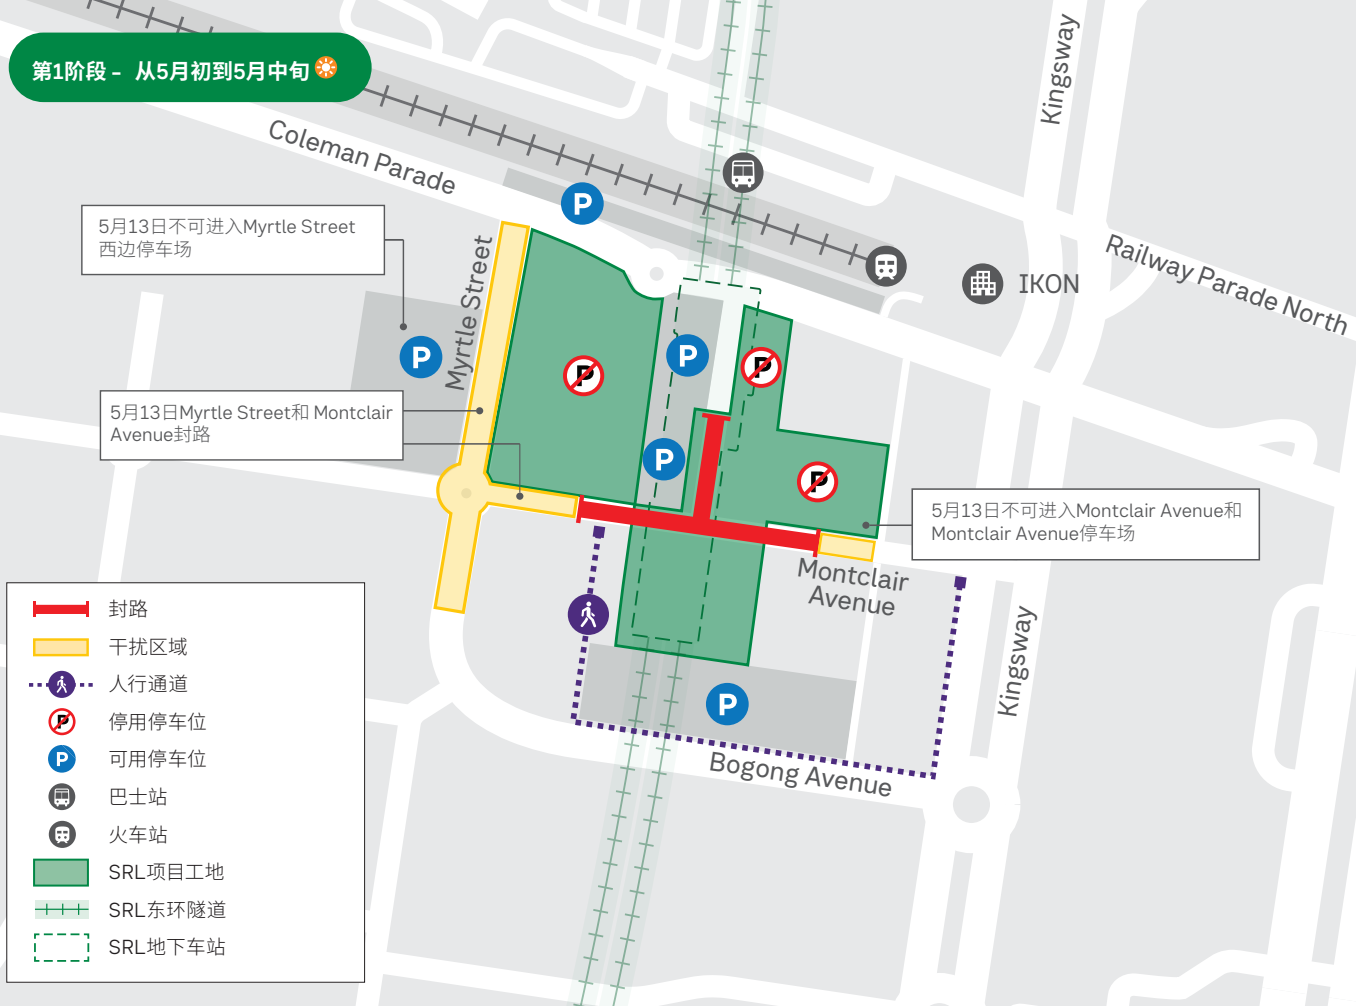 第1阶段 - 从5月初到5月中旬
Kingsway
Coleman Parade
5月13日不可进入Myrtle Street
西边停车场
Myrtle Street
IKON
Railway Parade North
P
P
P
P
P
P
P
P
5月13日Myrtle Street和 Montclair
Avenue封路
5月13日不可进入Montclair Avenue和
Montclair Avenue停车场
Montclair
Avenue
Kingsway
Bogong Avenue
封路
干扰区域
人行通道
P 停用停车位
P 可用停车位
巴士站
火车站
SRL项目工地
SRL东环隧道
SRL地下车站